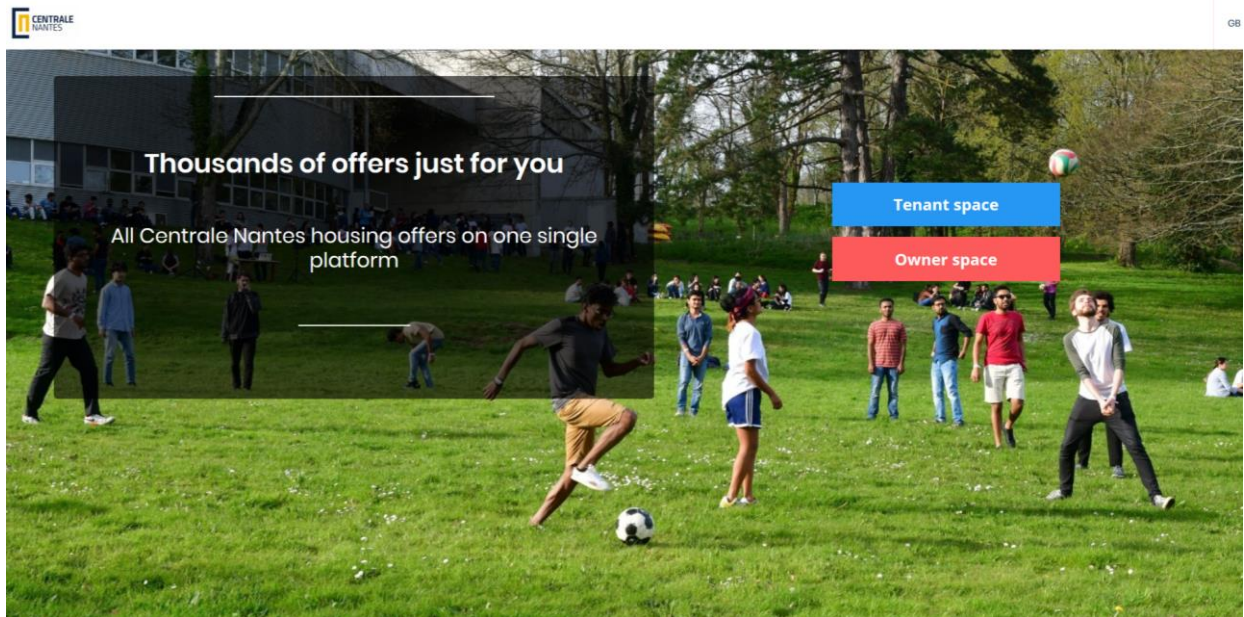 CENTRALE
NANTES
GB
Thousands of offers just for you
All Centrale Nantes housing offers on one single
platform
Tenant space
Owner space